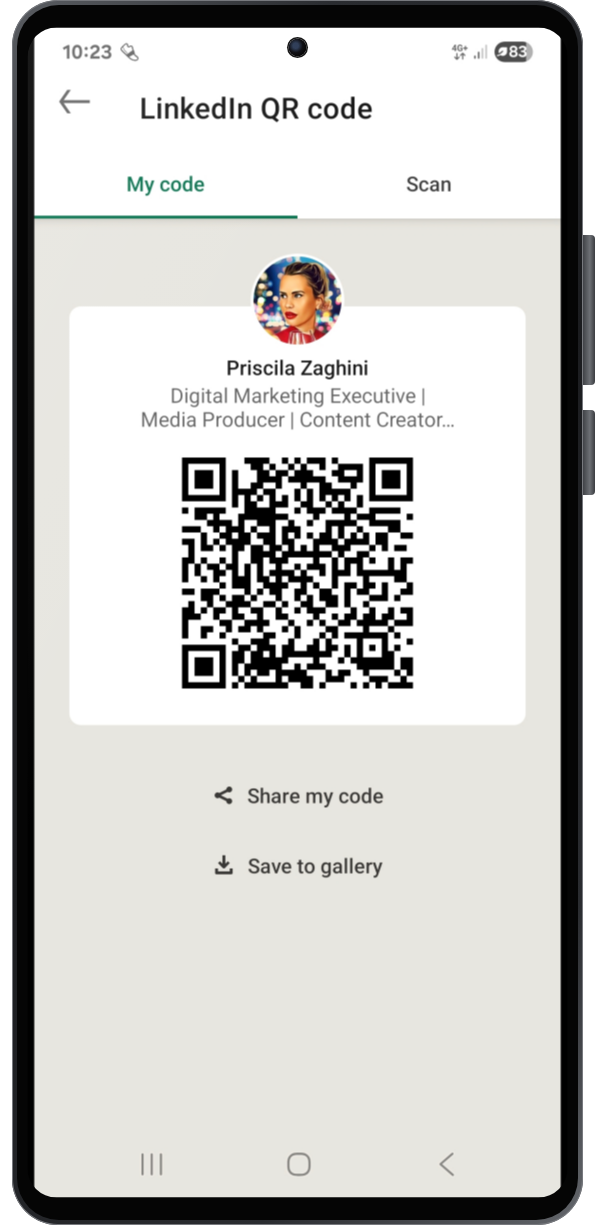 10:23
4G+
83
LinkedIn QR code
My code
Scan
Priscila Zaghini
Digital Marketing Executive |
Media Producer | Content Creator...
Share my code
Save to gallery